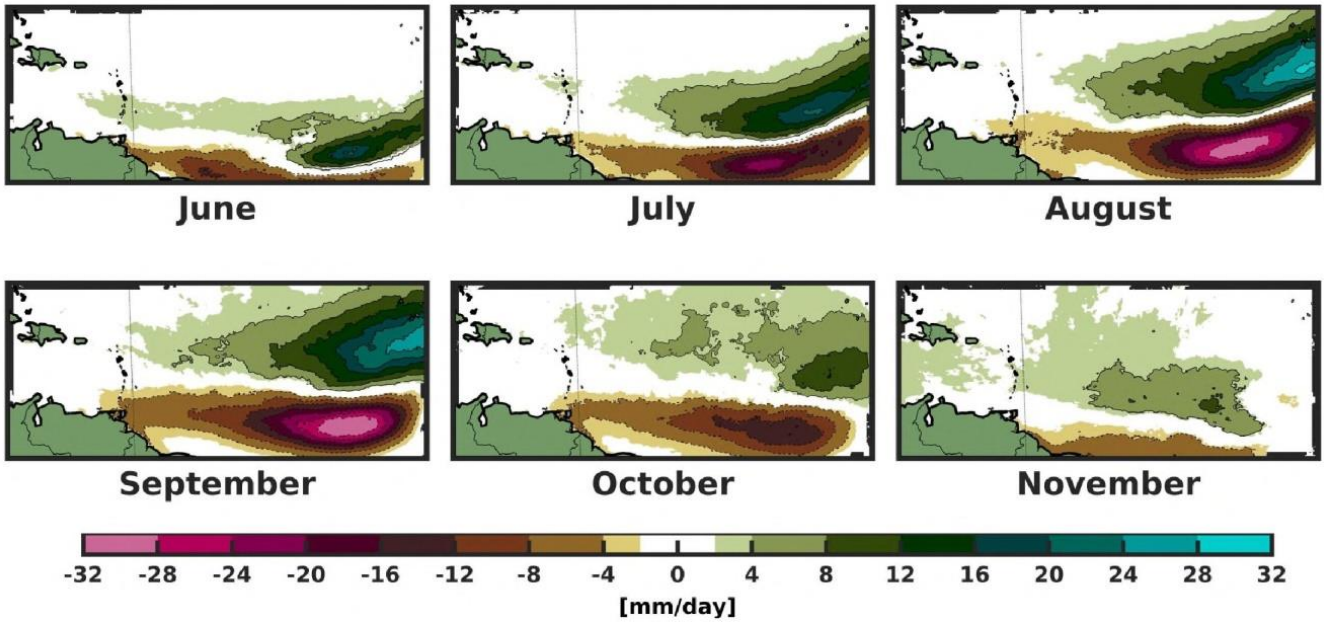 June July August
September October November
-32 -28 -24 -20 -16 -12 -8 -4 0 4 8 12 16 20 24 28 32
[mm/day]